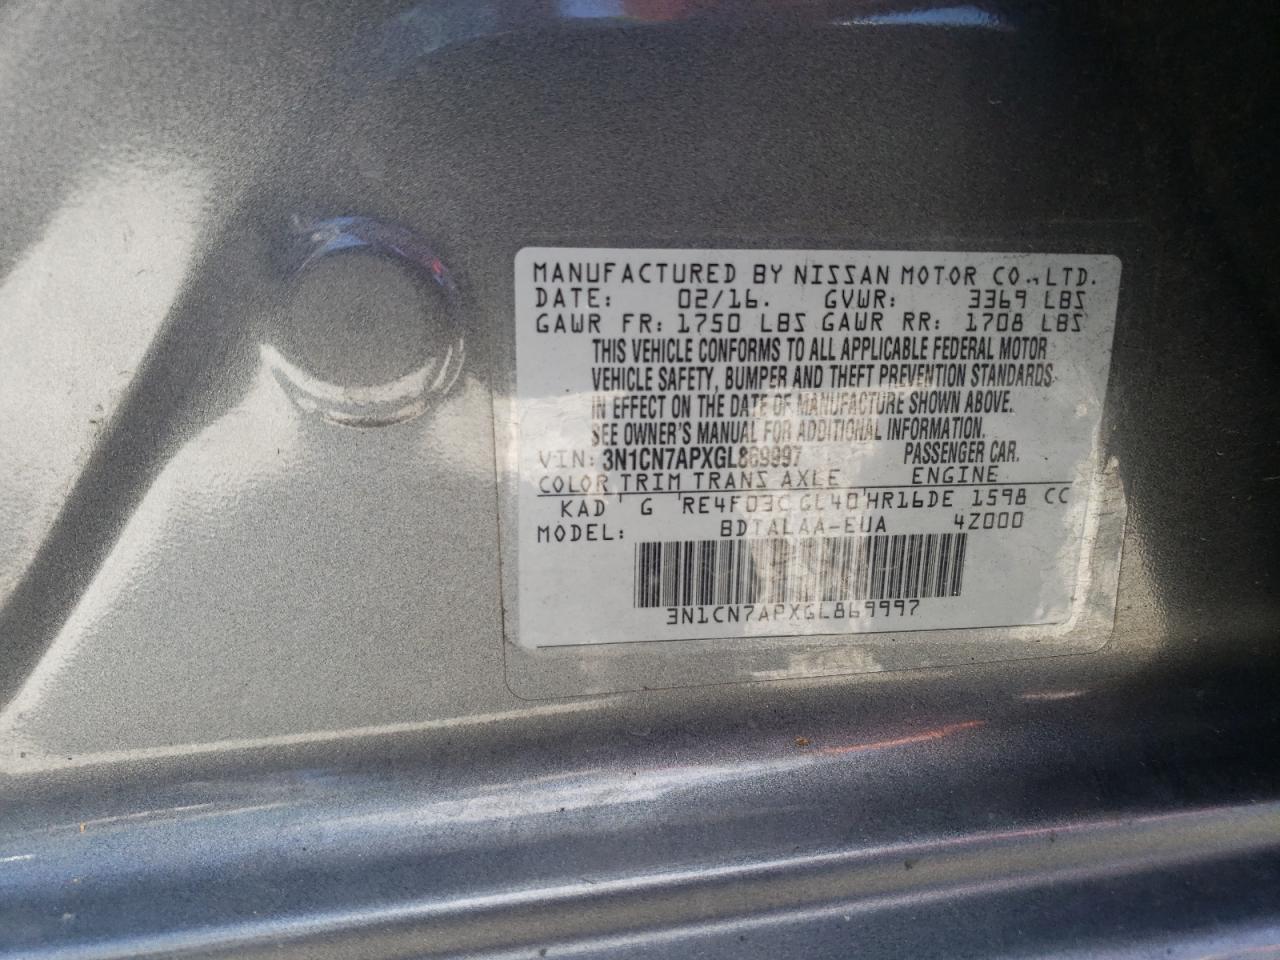 MANUFACTURED BY NISSAN MOTOR CO., LTD.
DATE: 02/16. GVWR: 3369 LBS
GAWR FR: 1750 LBS GAWR RR: 1708 LBS
THIS VEHICLE CONFORMS TO ALL APPLICABLE FEDERAL MOTOR
VEHICLE SAFETY, BUMPER AND THEFT PREVENTION STANDARDS
IN EFFECT ON THE DATE OF MANUFACTURE SHOWN ABOVE.
SEE OWNER'S MANUAL FOR ADDITIONAL INFORMATION.
VIN: 3N1CN7APXGL869997 PASSENGER CAR.
COLOR TRIM TRANS AXLE ENGINE
KAD G RE4F03C GL40 HR16DE 1598 CC
MODEL: BDTALAA-EUA 4Z000
3N1CN7APXGL869997